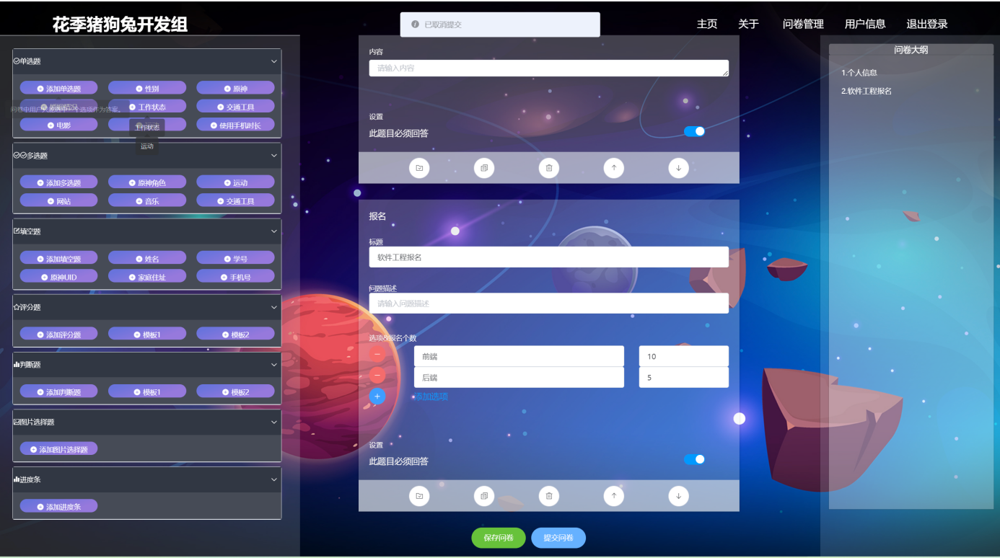 花季猪狗兔开发组
已取消提交
主页 关于 问卷管理 用户信息 退出登录
单选题
添加单选题 性别 原神
工作状态 交通工具
问卷中用户
选项作为答案。
电影 使用手机时长
工作状态
运动
多选题
添加多选题 原神角色 运动
网站 音乐 交通工具
填空题
添加填空题 姓名 学号
原神UID 家庭住址 手机号
评分题
添加评分题 模板1 模板2
判断题
添加判断题 模板1 模板2
图片选择题
添加图片选择题
进度条
添加进度条
内容
请输入内容
设置
此题目必须回答
报名
标题
软件工程报名
问题描述
请输入问题描述
选项&报名个数
前端 10
后端 5
添加选项
设置
此题目必须回答
保存问卷 提交问卷
问卷大纲
1.个人信息
2.软件工程报名